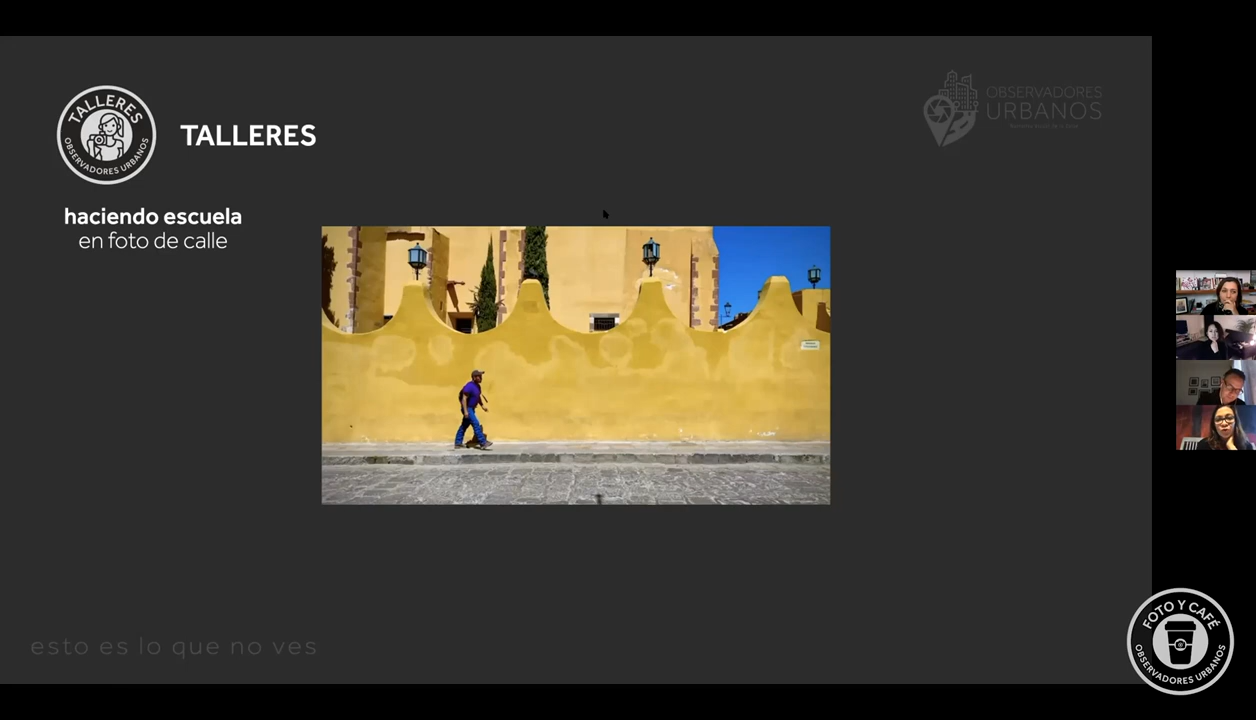 TALLERES
OBSERVADORES URBANOS
TALLERES
OBSERVADORES
URBANOS
haciendo escuela
en foto de calle
esto es lo que no ves
FOTO Y CAFÉ
OBSERVADORES URBANOS